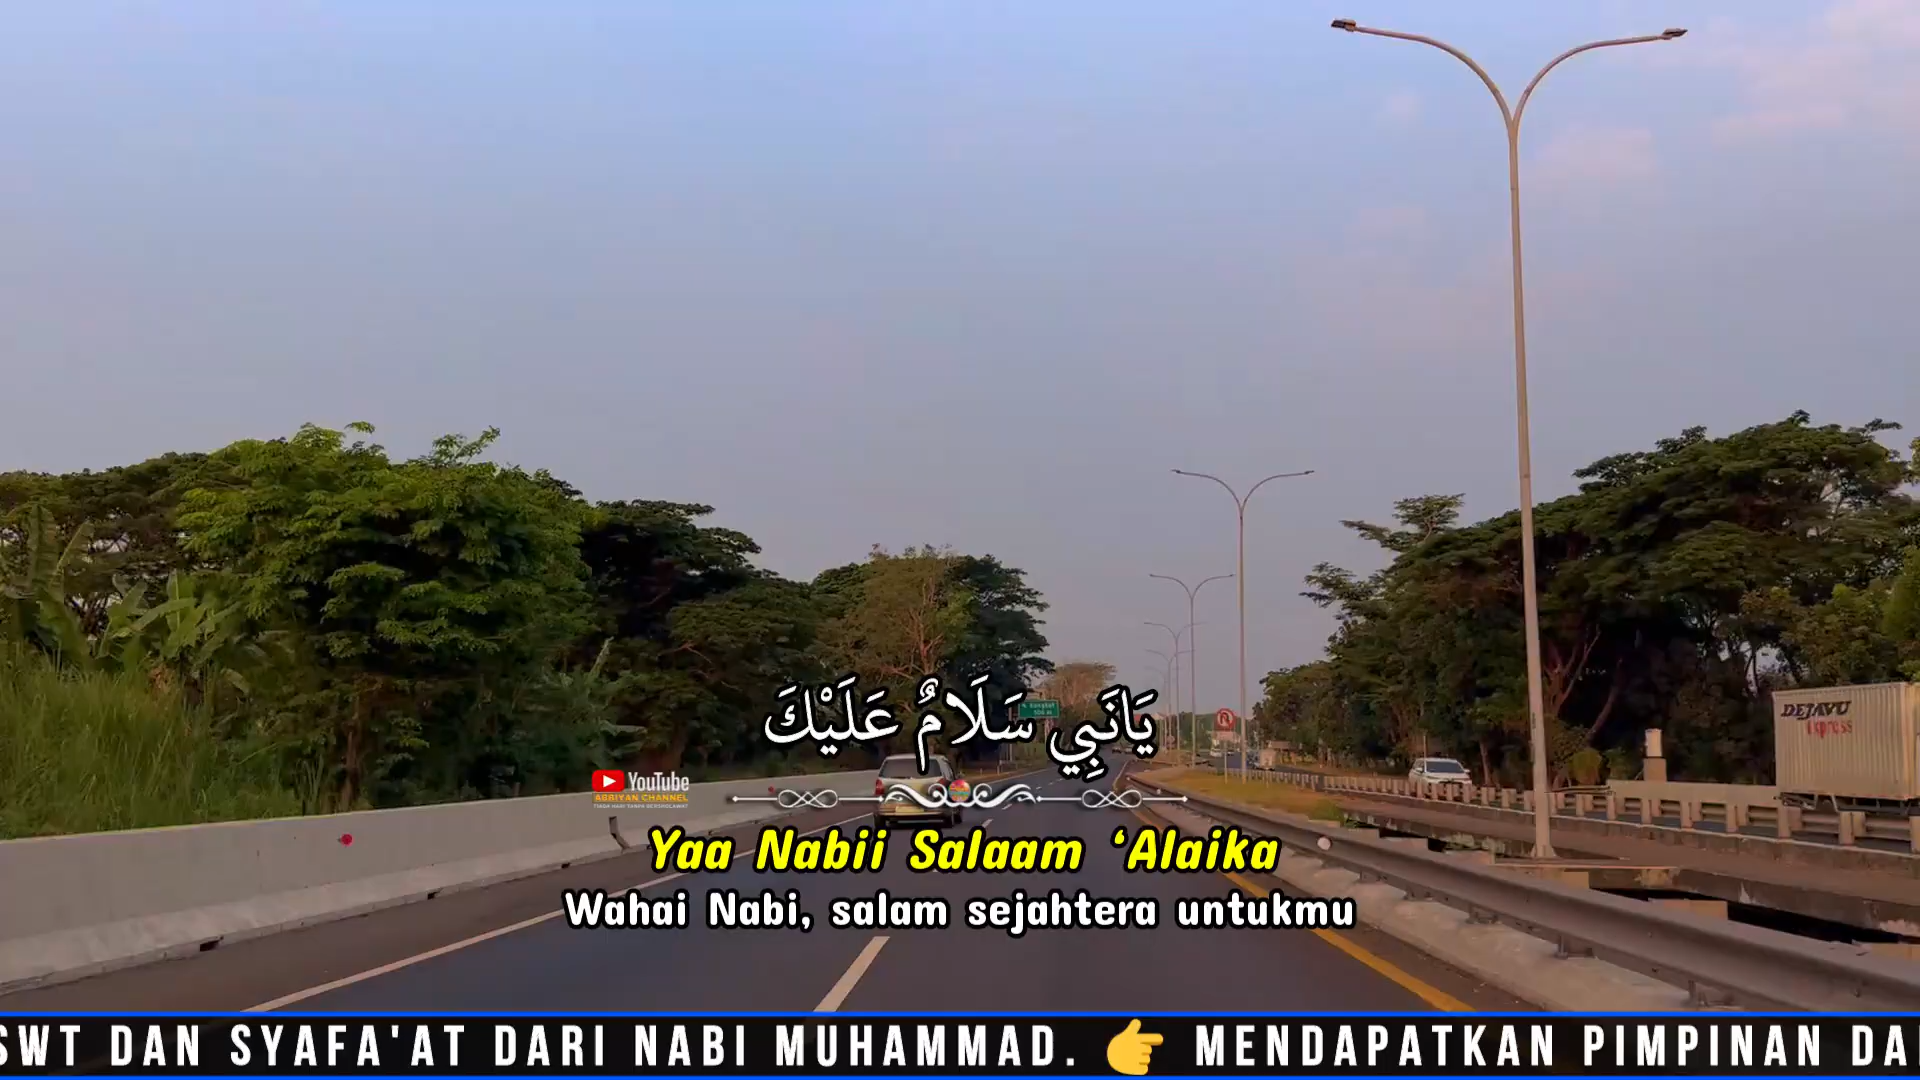 DEJAVU
Express
يَانَبِي سَلَامٌ عَلَيْكَ
YouTube
ABBIYAN CHANNEL
Yaa Nabii Salaam ‘Alaika
Wahai Nabi, salam sejahtera untukmu
SWT DAN SYAFA'AT DARI NABI MUHAMMAD. 👉 MENDAPATKAN PIMPINAN DA